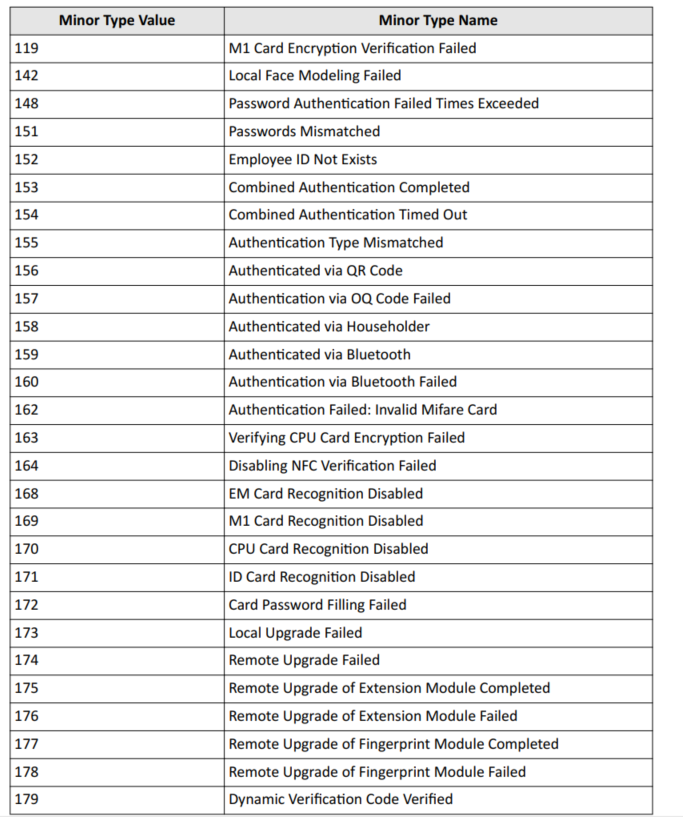 Minor Type Value Minor Type Name
119 M1 Card Encryption Verification Failed
142 Local Face Modeling Failed
148 Password Authentication Failed Times Exceeded
151 Passwords Mismatched
152 Employee ID Not Exists
153 Combined Authentication Completed
154 Combined Authentication Timed Out
155 Authentication Type Mismatched
156 Authenticated via QR Code
157 Authentication via OQ Code Failed
158 Authenticated via Householder
159 Authenticated via Bluetooth
160 Authentication via Bluetooth Failed
162 Authentication Failed: Invalid Mifare Card
163 Verifying CPU Card Encryption Failed
164 Disabling NFC Verification Failed
168 EM Card Recognition Disabled
169 M1 Card Recognition Disabled
170 CPU Card Recognition Disabled
171 ID Card Recognition Disabled
172 Card Password Filling Failed
173 Local Upgrade Failed
174 Remote Upgrade Failed
175 Remote Upgrade of Extension Module Completed
176 Remote Upgrade of Extension Module Failed
177 Remote Upgrade of Fingerprint Module Completed
178 Remote Upgrade of Fingerprint Module Failed
179 Dynamic Verification Code Verified